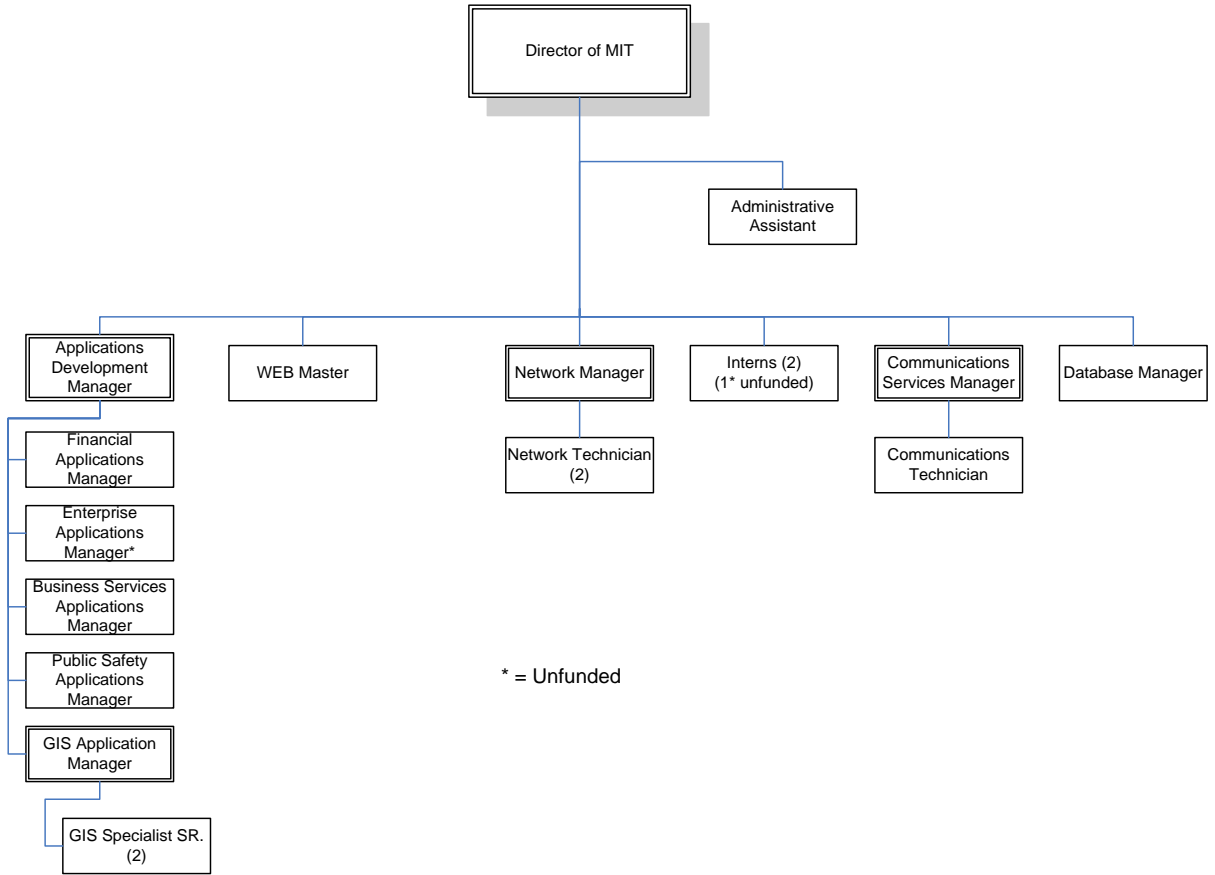 Director of MIT
Administrative
Assistant
Applications
Development
Manager
WEB Master
Network Manager
Interns (2)
(1* unfunded)
Communications
Services Manager
Database Manager
Financial
Applications
Manager
Network Technician
(2)
Communications
Technician
Enterprise
Applications
Manager*
Business Services
Applications
Manager
Public Safety
Applications
Manager
* = Unfunded
GIS Application
Manager
GIS Specialist SR.
(2)